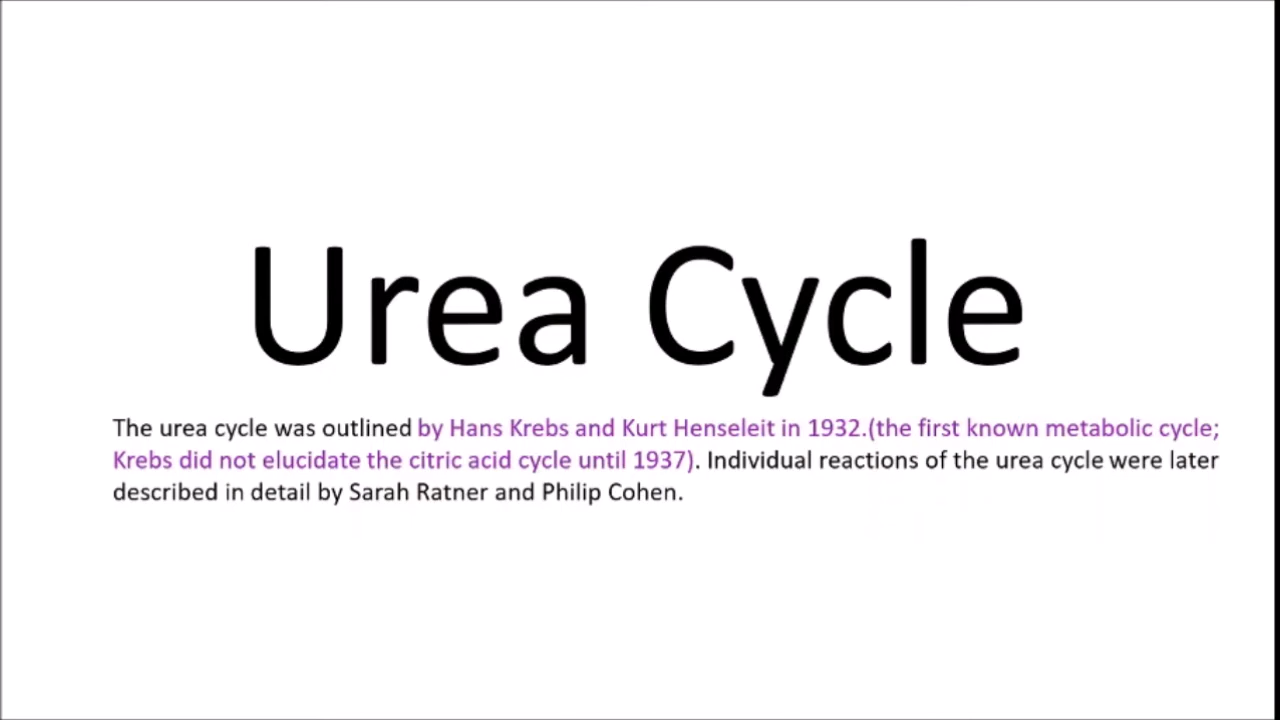 Urea Cycle
The urea cycle was outlined by Hans Krebs and Kurt Henseleit in 1932.(the first known metabolic cycle;
Krebs did not elucidate the citric acid cycle until 1937). Individual reactions of the urea cycle were later
described in detail by Sarah Ratner and Philip Cohen.